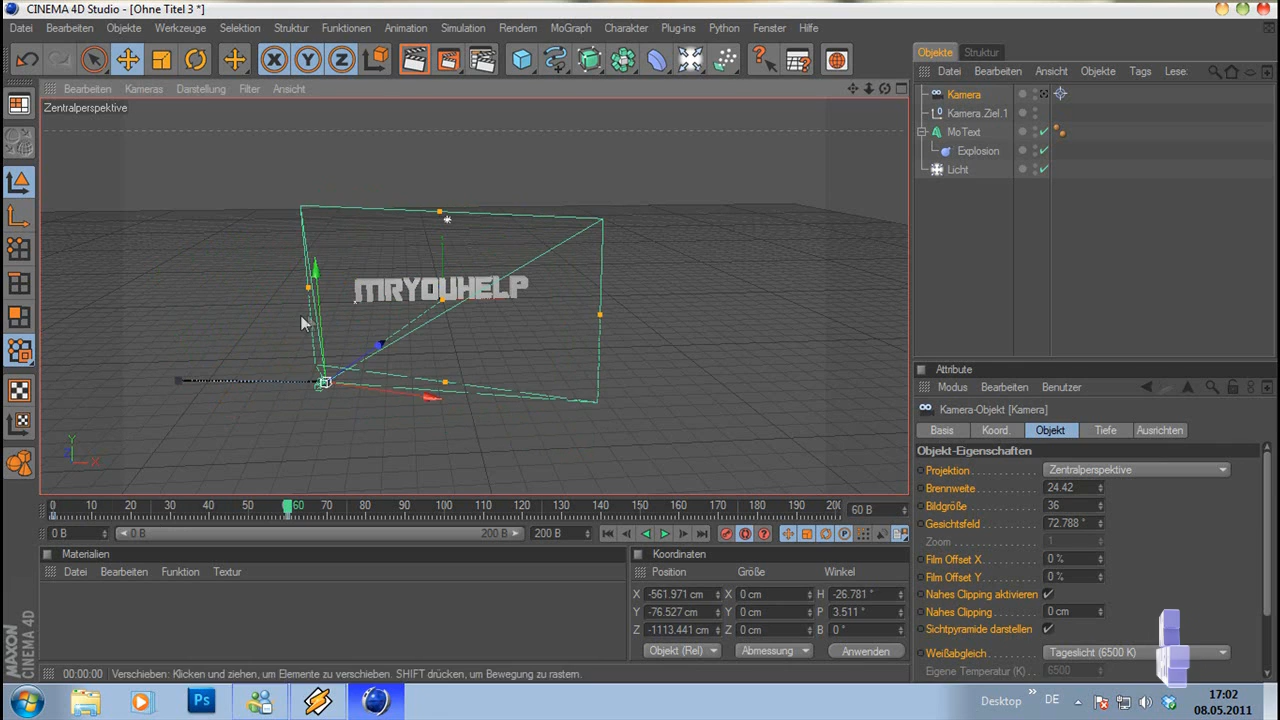 CINEMA 4D Studio - [Ohne Titel 3 *]
Datei Bearbeiten Objekte Werkzeuge Selektion Struktur Funktionen Animation Simulation Rendern MoGraph Charakter Plug-ins Python Fenster Hilfe
X Y Z
Bearbeiten Kameras Darstellung Filter Ansicht
Zentralperspektive
MRYOUHELP
Y
Z X
0 10 20 30 40 50 60 70 80 90 100 110 120 130 140 150 160 170 180 190 20
60 B
0 B 0 B 200 B 200 B
Materialien
Datei Bearbeiten Funktion Textur
Koordinaten
Position Größe Winkel
X -561.971 cm X 0 cm H -26.781 °
Y -76.527 cm Y 0 cm P 3.511 °
Z -1113.441 cm Z 0 cm B 0 °
Objekt (Rel) Abmessung Anwenden
00:00:00 Verschieben: Klicken und ziehen, um Elemente zu verschieben. SHIFT drücken, um Bewegung zu rastern.
MAXON
CINEMA 4D
Objekte Struktur
Datei Bearbeiten Ansicht Objekte Tags Lese:
Kamera
Kamera.Ziel.1
MoText
Explosion
Licht
Attribute
Modus Bearbeiten Benutzer
Kamera-Objekt [Kamera]
Basis Koord. Objekt Tiefe Ausrichten
Objekt-Eigenschaften
Projektion Zentralperspektive
Brennweite 24.42
Bildgröße 36
Gesichtsfeld 72.788 °
Zoom 1
Film Offset X 0 %
Film Offset Y 0 %
Nahes Clipping aktivieren
Nahes Clipping 0 cm
Sichtpyramide darstellen
Weißabgleich Tageslicht (6500 K)
Eigene Temperatur (K) 6500
Ps
Desktop » DE
17:02
08.05.2011